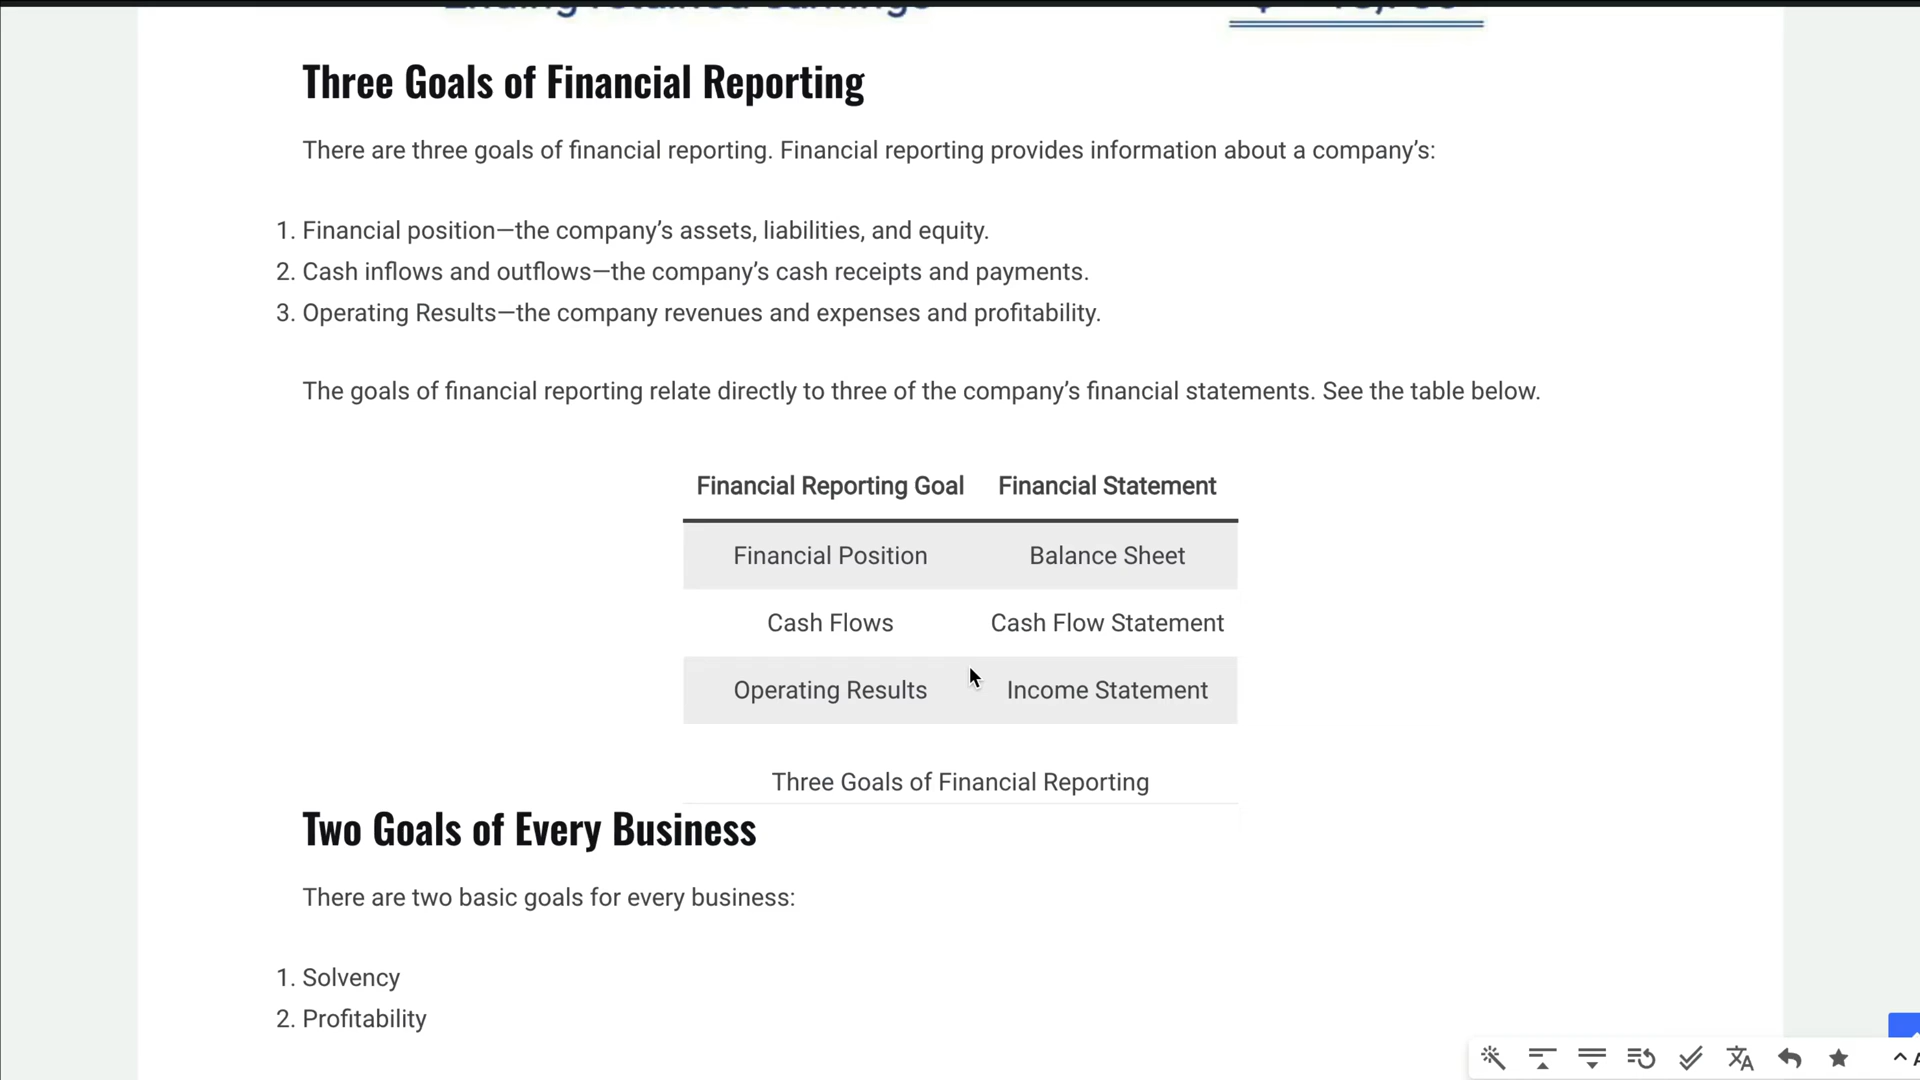 Ending retained earnings
Three Goals of Financial Reporting
There are three goals of financial reporting. Financial reporting provides information about a company’s:
1. Financial position—the company’s assets, liabilities, and equity.
2. Cash inflows and outflows—the company’s cash receipts and payments.
3. Operating Results—the company revenues and expenses and profitability.
The goals of financial reporting relate directly to three of the company’s financial statements. See the table below.
Financial Reporting Goal Financial Statement
Financial Position Balance Sheet
Cash Flows Cash Flow Statement
Operating Results Income Statement
Three Goals of Financial Reporting
Two Goals of Every Business
There are two basic goals for every business:
1. Solvency
2. Profitability